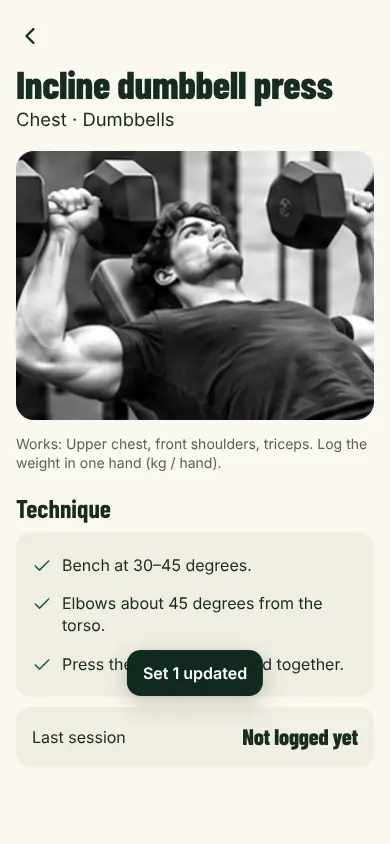 Incline dumbbell press
Chest · Dumbbells
Works: Upper chest, front shoulders, triceps. Log the
weight in one hand (kg / hand).
Technique
Bench at 30–45 degrees.
Elbows about 45 degrees from the
torso.
Press the
together.
Set 1 updated
Last session
Not logged yet